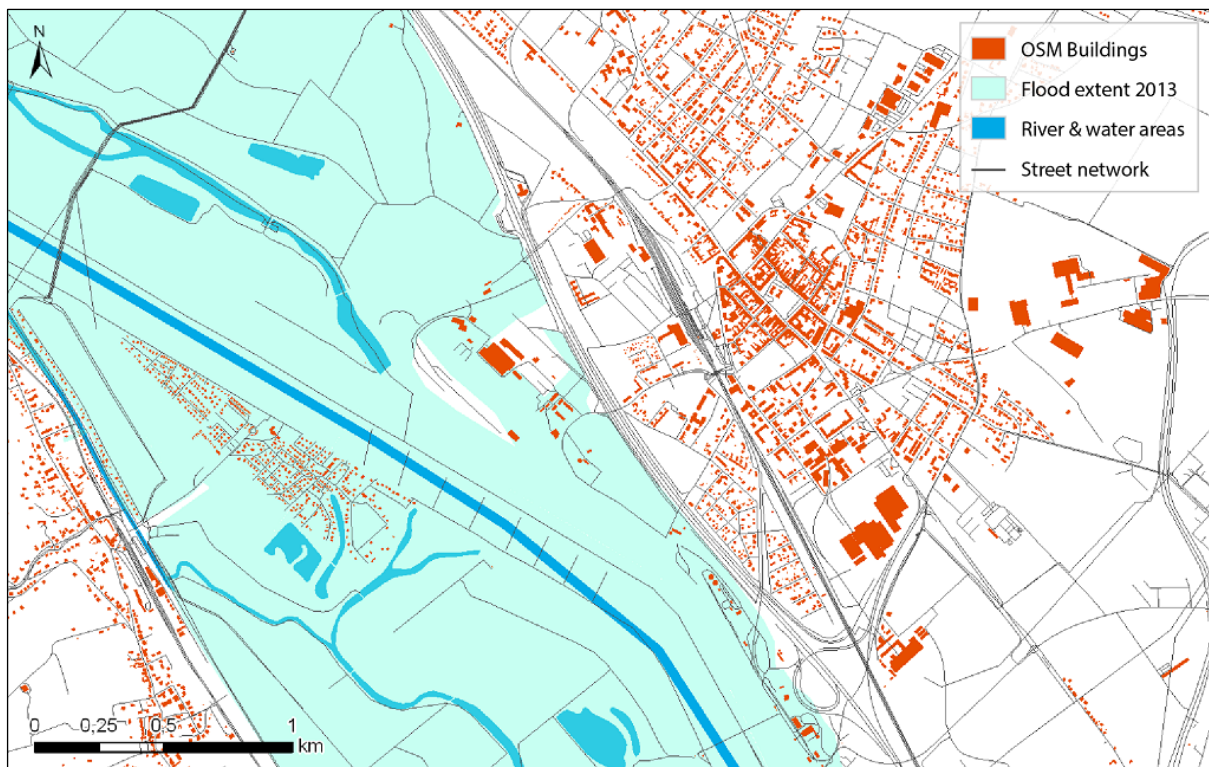 N
OSM Buildings
Flood extent 2013
River & water areas
Street network
0 0,25 0,5 1
km